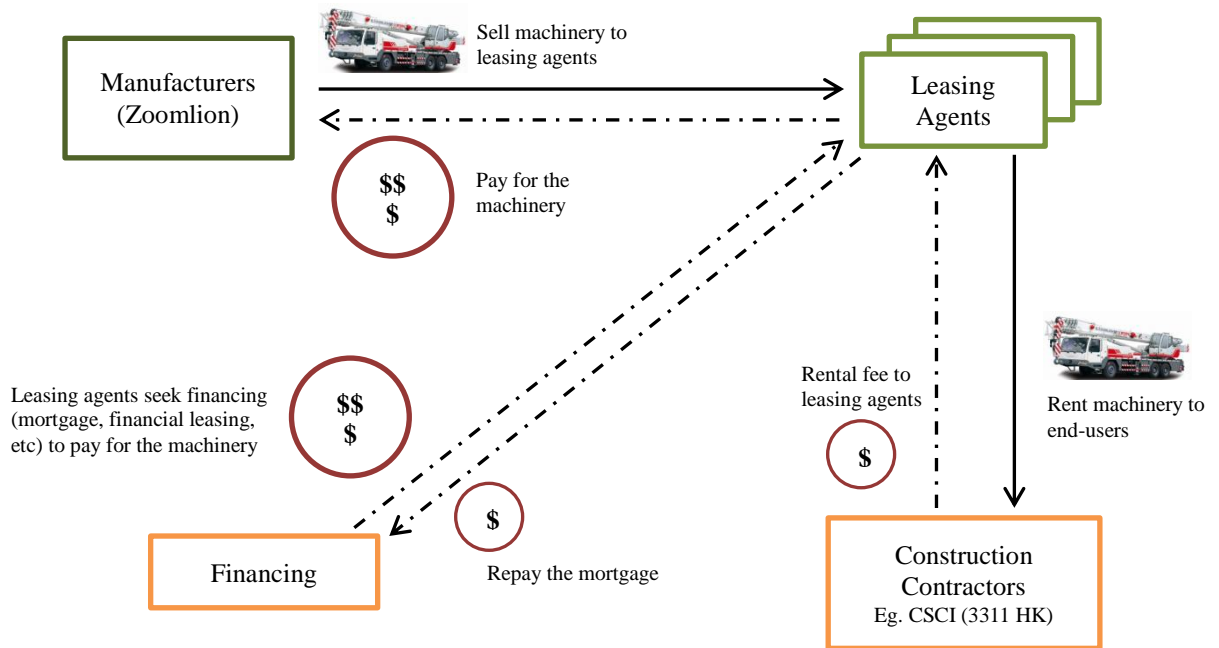 Sell machinery to
leasing agents
Manufacturers
(Zoomlion)
Leasing
Agents
$$
$
Pay for the
machinery
Leasing agents seek financing
(mortgage, financial leasing,
etc) to pay for the machinery
$$
$
Rental fee to
leasing agents
$
Rent machinery to
end-users
$
Repay the mortgage
Financing
Construction
Contractors
Eg. CSCI (3311 HK)